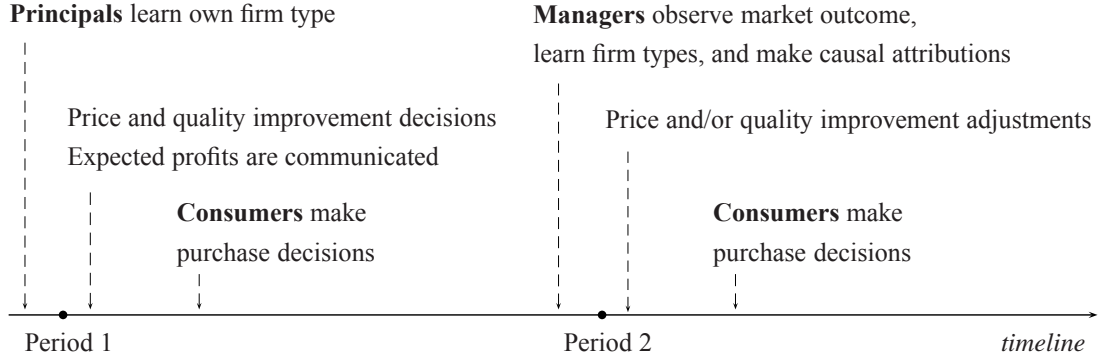 Principals learn own firm type
Price and quality improvement decisions
Expected profits are communicated
Consumers make
purchase decisions
Managers observe market outcome,
learn firm types, and make causal attributions
Price and/or quality improvement adjustments
Consumers make
purchase decisions
Period 1
Period 2
timeline